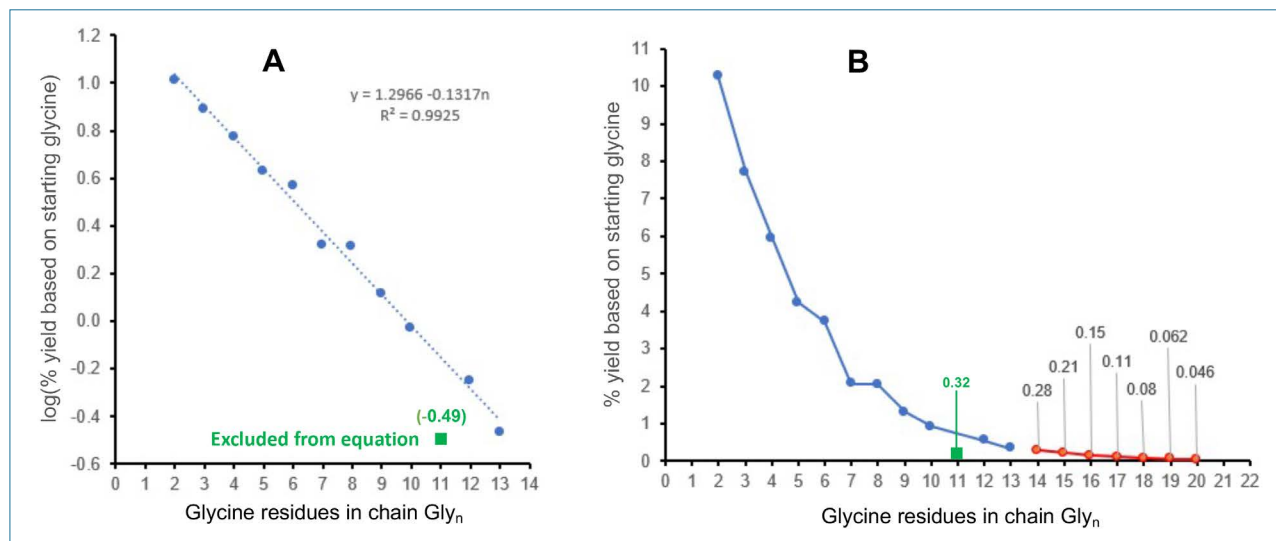 A
y = 1.2966 -0.1317n
R² = 0.9925
log(% yield based on starting glycine)
1.2
1.0
0.8
0.6
0.4
0.2
0.0
-0.2
-0.4
-0.6
(-0.49)
Excluded from equation
0 1 2 3 4 5 6 7 8 9 10 11 12 13 14
Glycine residues in chain Glyₙ
B
% yield based on starting glycine
11
10
9
8
7
6
5
4
3
2
1
0
0.32
0.28
0.21
0.15
0.11
0.08
0.062
0.046
0 1 2 3 4 5 6 7 8 9 10 11 12 13 14 15 16 17 18 19 20 21 22
Glycine residues in chain Glyₙ